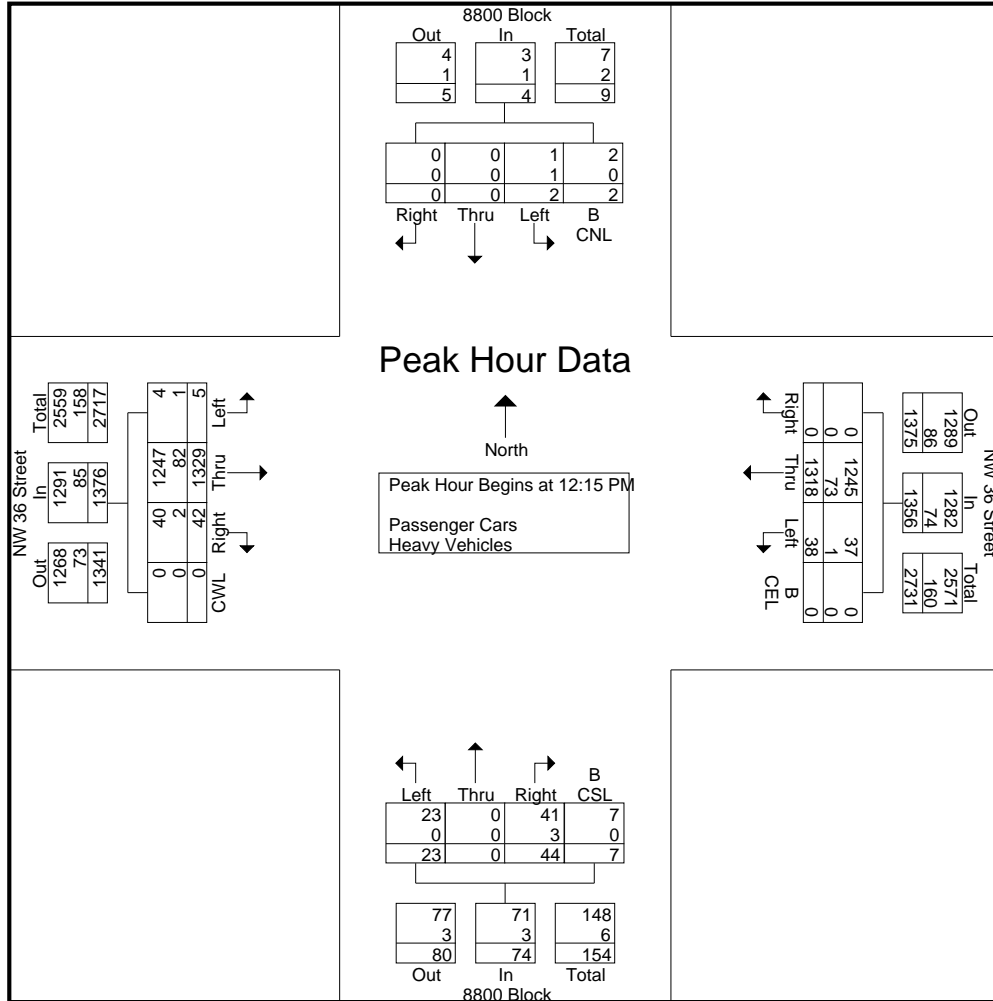 8800 Block
Out In Total
4 3 7
1 1 2
5 4 9
0 0 1 2
0 0 1 0
0 0 2 2
Right Thru Left B
CNL
Peak Hour Data
North
Peak Hour Begins at 12:15 PM
Passenger Cars
Heavy Vehicles
NW 36 Street
Out In Total
1268 1291 2559
73 85 158
1341 1376 2717
0 40 1247 4
0 2 82 1
0 42 1329 5
CWL Right Thru Left
NW 36 Street
Out In Total
1289 1282 2571
86 74 160
1375 1356 2731
0 1245 37 0
0 73 1 0
0 1318 38 0
Right Thru Left B
CEL
B
Left Thru Right CSL
23 0 41 7
0 0 3 0
23 0 44 7
77 71 148
3 3 6
80 74 154
Out In Total
8800 Block